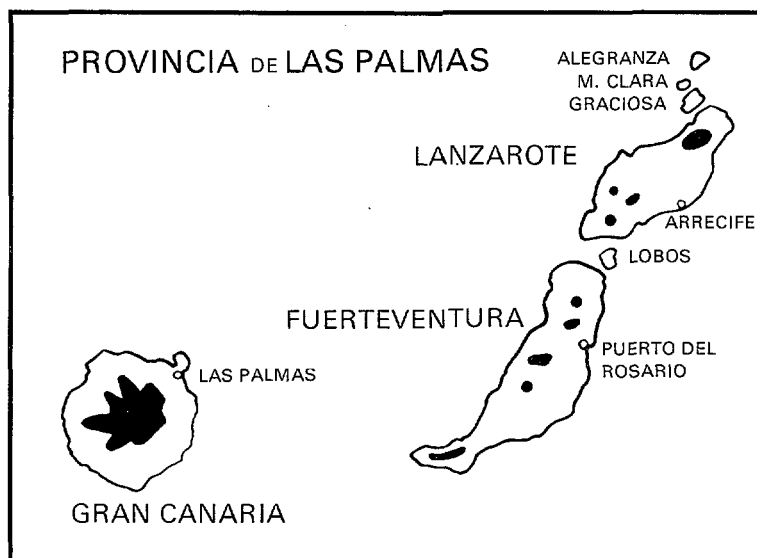 PROVINCIA DE LAS PALMAS
ALEGRANZA
M. CLARA
GRACIOSA
LANZAROTE
ARRECIFE
LOBOS
FUERTEVENTURA
PUERTO DEL
ROSARIO
LAS PALMAS
GRAN CANARIA